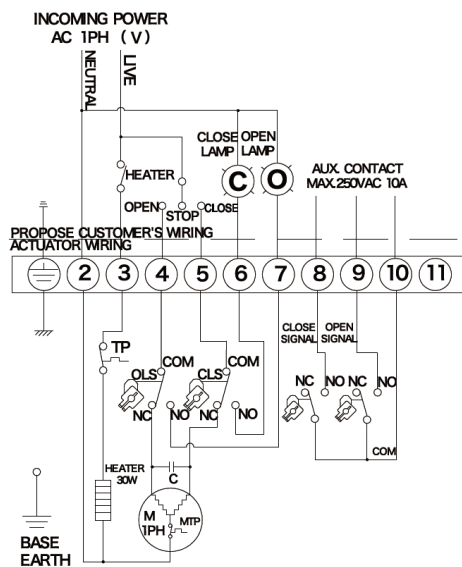 INCOMING POWER
AC 1PH (V)
NEUTRAL
LIVE
CLOSE OPEN
LAMP LAMP
C O
HEATER
AUX. CONTACT
MAX.250VAC 10A
OPEN STOP CLOSE
PROPOSE CUSTOMER'S WIRING
ACTUATOR WIRING
2 3 4 5 6 7 8 9 10 11
CLOSE OPEN
SIGNAL SIGNAL
TP
COM COM
OLS CLS
NC NO NC NO
NC NO NC NO
COM
HEATER
30W
C
M
1PH
MTP
BASE
EARTH